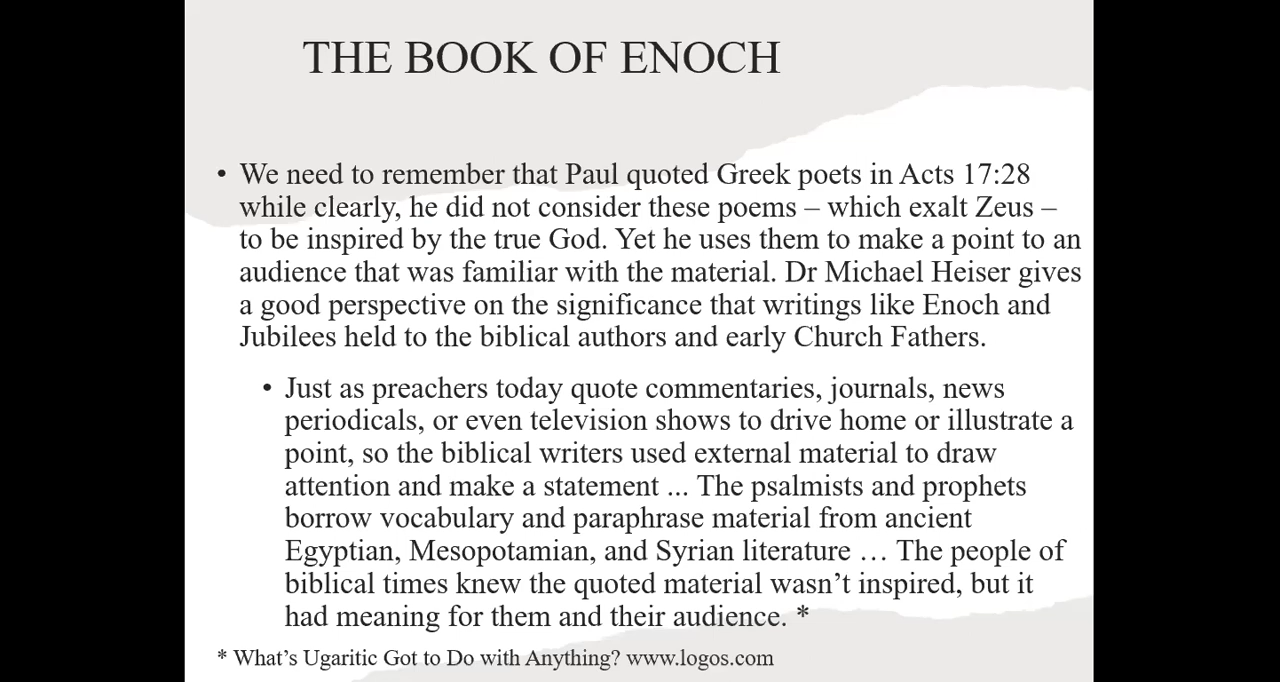 THE BOOK OF ENOCH
• We need to remember that Paul quoted Greek poets in Acts 17:28
while clearly, he did not consider these poems – which exalt Zeus –
to be inspired by the true God. Yet he uses them to make a point to an
audience that was familiar with the material. Dr Michael Heiser gives
a good perspective on the significance that writings like Enoch and
Jubilees held to the biblical authors and early Church Fathers.
• Just as preachers today quote commentaries, journals, news
periodicals, or even television shows to drive home or illustrate a
point, so the biblical writers used external material to draw
attention and make a statement ... The psalmists and prophets
borrow vocabulary and paraphrase material from ancient
Egyptian, Mesopotamian, and Syrian literature … The people of
biblical times knew the quoted material wasn’t inspired, but it
had meaning for them and their audience. *
* What’s Ugaritic Got to Do with Anything? www.logos.com